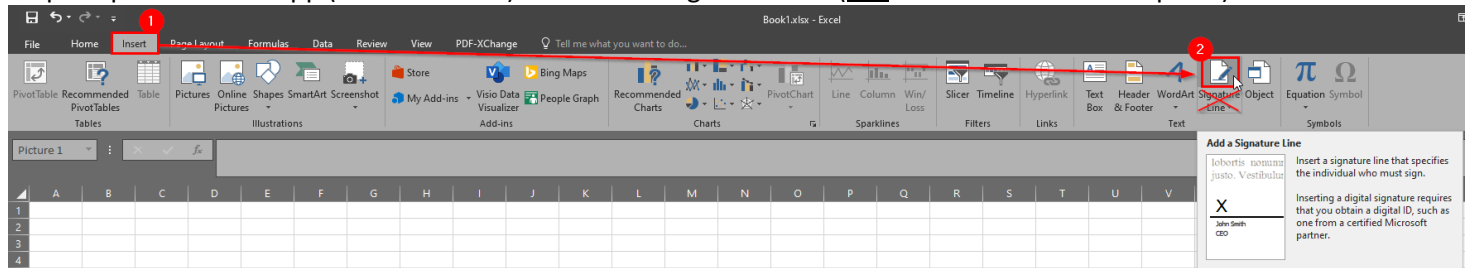 Book1.xlsx - Excel
1
File Home Insert Page Layout Formulas Data Review View PDF-XChange Tell me what you want to do...
2
PivotTable Recommended PivotTables Table
Pictures Online Pictures Shapes SmartArt Screenshot
Store
My Add-ins
Visio Data Visualizer
Bing Maps
People Graph
Recommended Charts
PivotChart
Line Column Win/Loss
Slicer Timeline
Hyperlink
Text Box Header & Footer WordArt Signature Line Object
Equation Symbol
Tables Illustrations Add-ins Charts Sparklines Filters Links Text Symbols
Picture 1 fx
Add a Signature Line
lobortis nonumm
justo. Vestibulur
X
John Smith
CEO
Insert a signature line that specifies
the individual who must sign.
Inserting a digital signature requires
that you obtain a digital ID, such as
one from a certified Microsoft
partner.
A B C D E F G H I J K L M N O P Q R S T U V
1
2
3
4